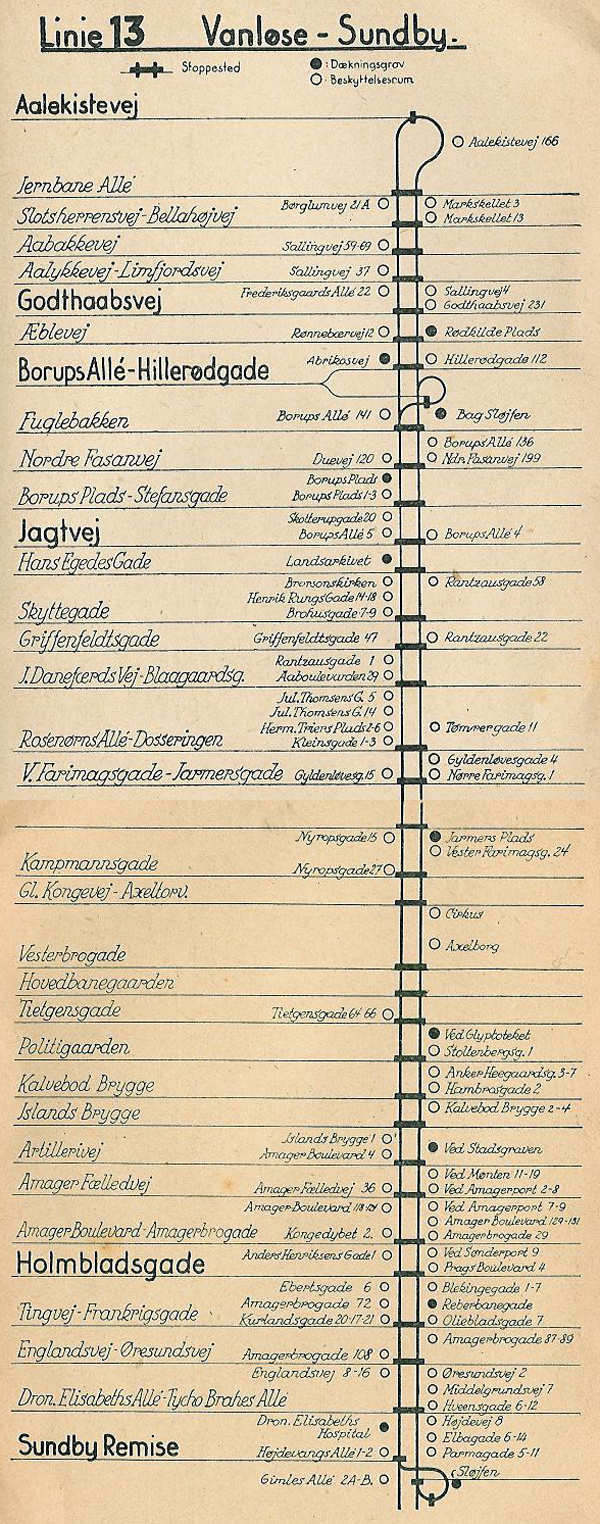 Linie 13 Vanløse - Sundby.
Stoppested
: Dækningsgrav
: Beskyttelsesrum
Aalekistevej
Aalekistevej 166
Jernbane Allé
Børglumvej 21A Markskellet 3
Slotsherrensvej-Bellahøjvej Markskellet 13
Aabakkevej Sallingvej 59-69
Aalykkevej-Limfjordsvej Sallingvej 37
Godthaabsvej Frederiksgaards Allé 22 Sallingvej 4
Godthaabsvej 231
Æblevej Rønnebærvej 12 Rødkilde Plads
Abrikosvej Hillerødgade 112
Borups Allé-Hillerødgade
Fuglebakken Borups Allé 141 Bag Sløjfen
Borups Allé 136
Nordre Fasanvej Duevej 120 Ndr. Fasanvej 199
Borups Plads
Borups Plads-Stefansgade Borups Plads 1-3
Skotterupgade 20
Jagtvej Borups Allé 5 Borups Allé 4
Hans Egedes Gade Landsarkivet
Brorsonskirken Rantzausgade 58
Henrik Rungs Gade 14-18
Skyttegade Brohusgade 7-9
Griffenfeldtsgade Griffenfeldtsgade 47 Rantzausgade 22
Rantzausgade 1
J. Danefærds Vej-Blaagaardsg. Aaboulevarden 29
Jul. Thomsens G. 5
Jul. Thomsens G. 14
Herm. Triers Plads 2-6 Tømrergade 11
Rosenørns Allé-Dosseringen Kleinsgade 1-3
Gyldenløvesgade 4
V. Farimagsgade-Jarmersgade Gyldenløvesg. 15 Nørre Farimagsg. 1
Nyropsgade 15 Jarmers Plads
Vester Farimagsg. 24
Kampmannsgade Nyropsgade 27
Gl. Kongevej - Axeltorv.
Cirkus
Axelborg
Vesterbrogade
Hovedbanegaarden
Tietgensgade Tietgensgade 64 66
Ved Glyptoteket
Politigaarden Stoltenbergsg. 1
Anker Heegaardsg. 3-7
Kalvebod Brygge Hambrosgade 2
Islands Brygge Kalvebod Brygge 2-4
Islands Brygge 1
Artillerivej Amager Boulevard 4 Ved Stadsgraven
Ved Mønten 11-19
Amager Fælledvej Amager Fælledvej 36 Ved Amagerport 2-8
Amager Boulevard Ved Amagerport 7-9
Amager Boulevard 129-131
Amager Boulevard-Amagerbrogade Kongedybet 2. Amagerbrogade 29
Anders Henriksens Gade 1 Ved Sønderport 9
Holmbladsgade Prags Boulevard 4
Ebertsgade 6 Blekingegade 1-7
Amagerbrogade 72 Reberbanegade
Tingvej-Frankrigsgade Kurlandsgade 20-17-21 Oliebladsgade 7
Amagerbrogade 87-89
Englandsvej-Øresundsvej Amagerbrogade 108
Englandsvej 8-16 Øresundsvej 2
Middelgrundsvej 7
Dron. Elisabeths Allé-Tycho Brahes Allé Hveensgade 6-12
Dron. Elisabeths Højdevej 8
Hospital Elbagade 6-14
Sundby Remise Højdevangs Allé 1-2 Parmagade 5-11
Sløjfen
Gimles Allé 2A-B.